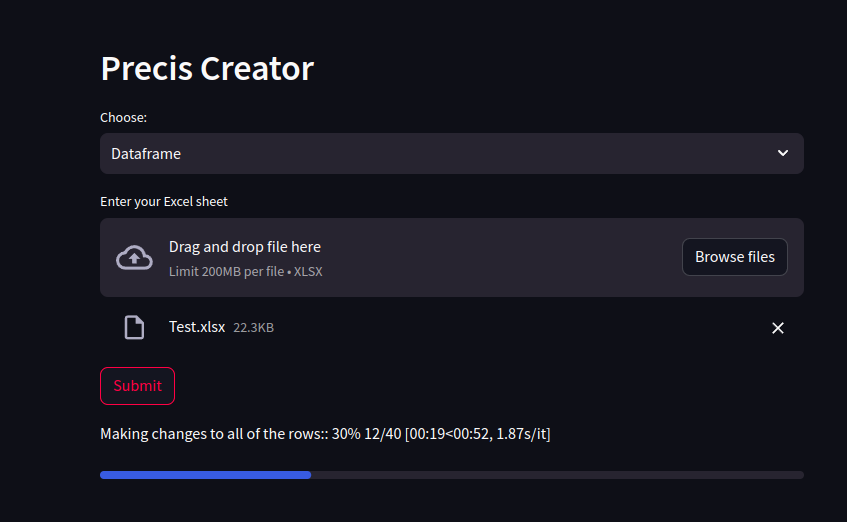 Precis Creator
Choose:
Dataframe
Enter your Excel sheet
Drag and drop file here
Limit 200MB per file • XLSX
Browse files
Test.xlsx 22.3KB
Submit
Making changes to all of the rows:: 30% 12/40 [00:19<00:52, 1.87s/it]